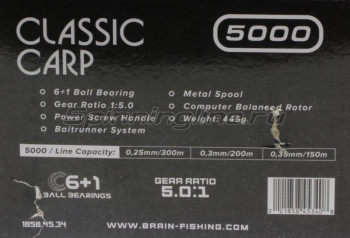 CLASSIC
CARP
5000
6+1 Ball Bearing
Gear Ratio 1:5.0
Power Screw Handle
Baitrunner System
Metal Spool
Computer Balanced Rotor
Weight: 445g
5000 / Line Capacity: 0,25mm/300m 0,3mm/200m 0,35mm/150m
6+1
BALL BEARINGS
GEAR RATIO
5.0:1
1858.45.34
WWW.BRAIN-FISHING.COM